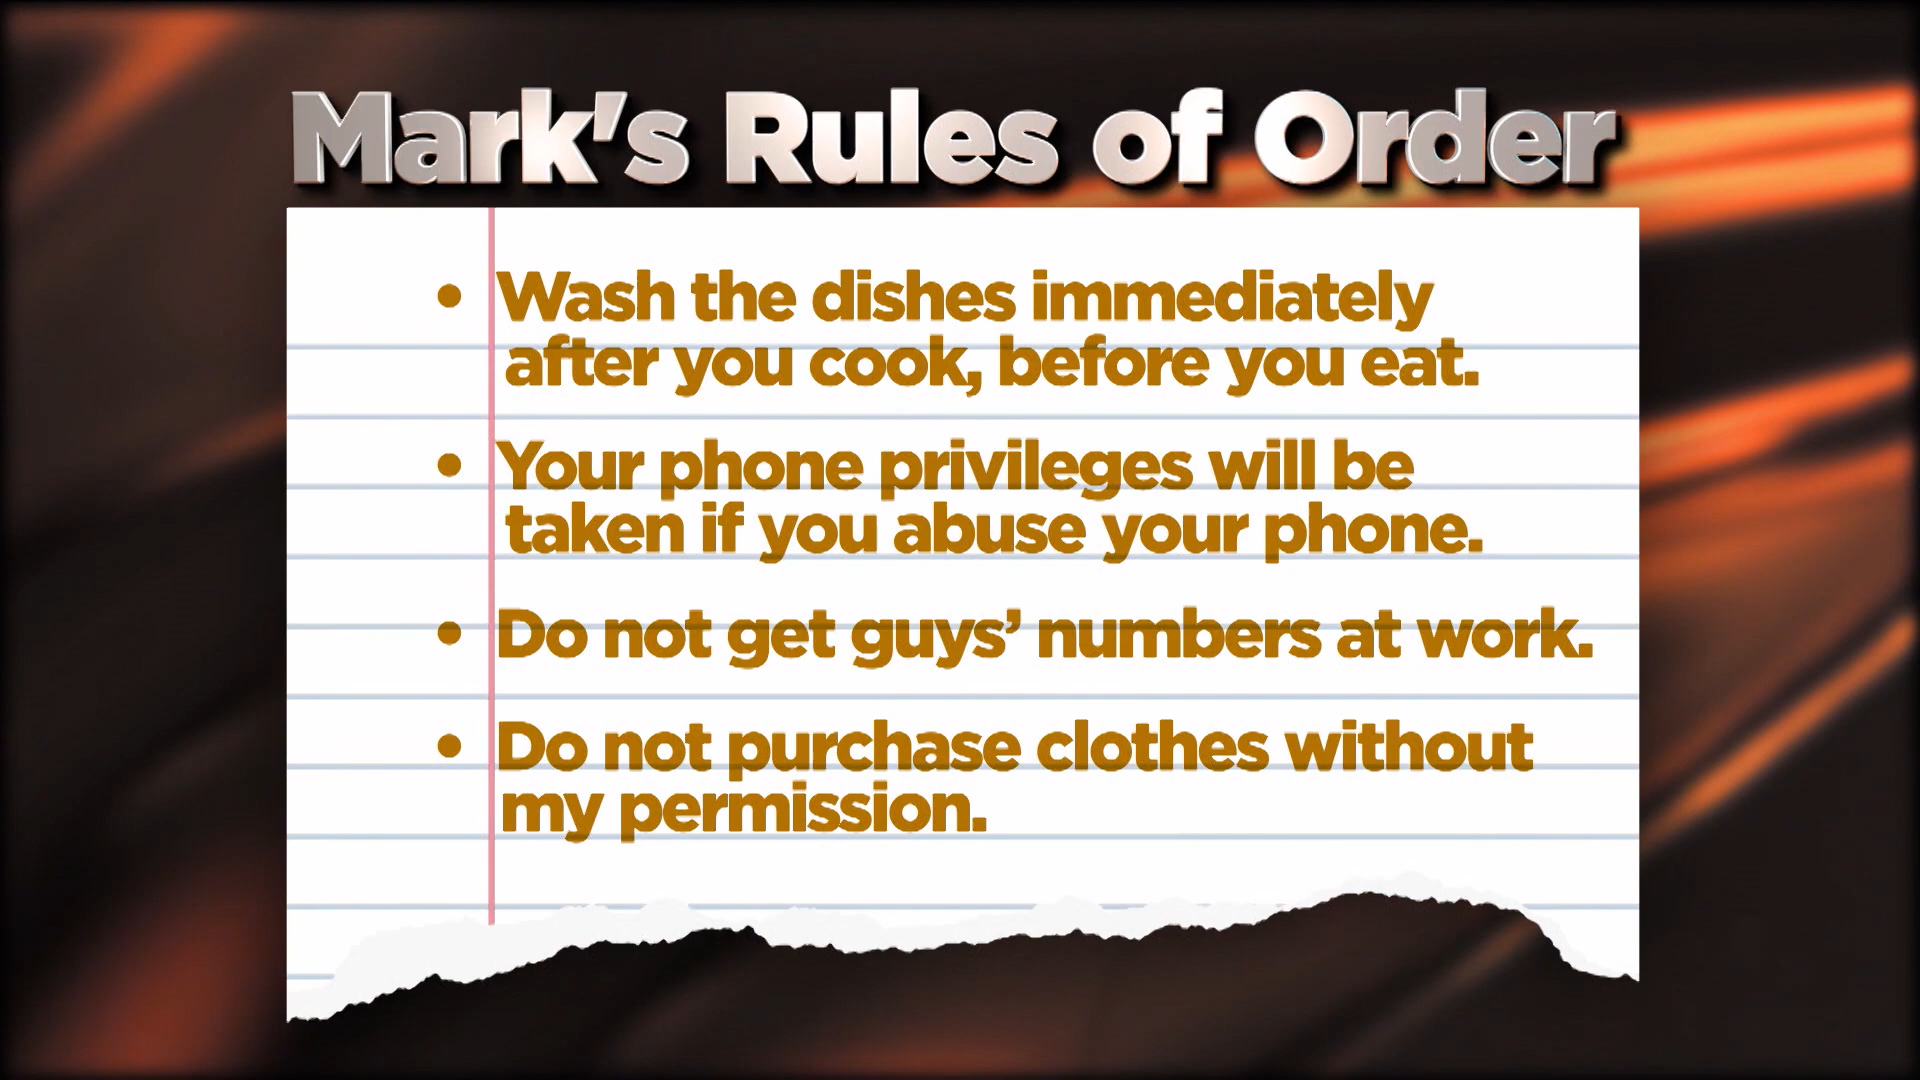 Mark's Rules of Order
• Wash the dishes immediately
after you cook, before you eat.
• Your phone privileges will be
taken if you abuse your phone.
• Do not get guys’ numbers at work.
• Do not purchase clothes without
my permission.